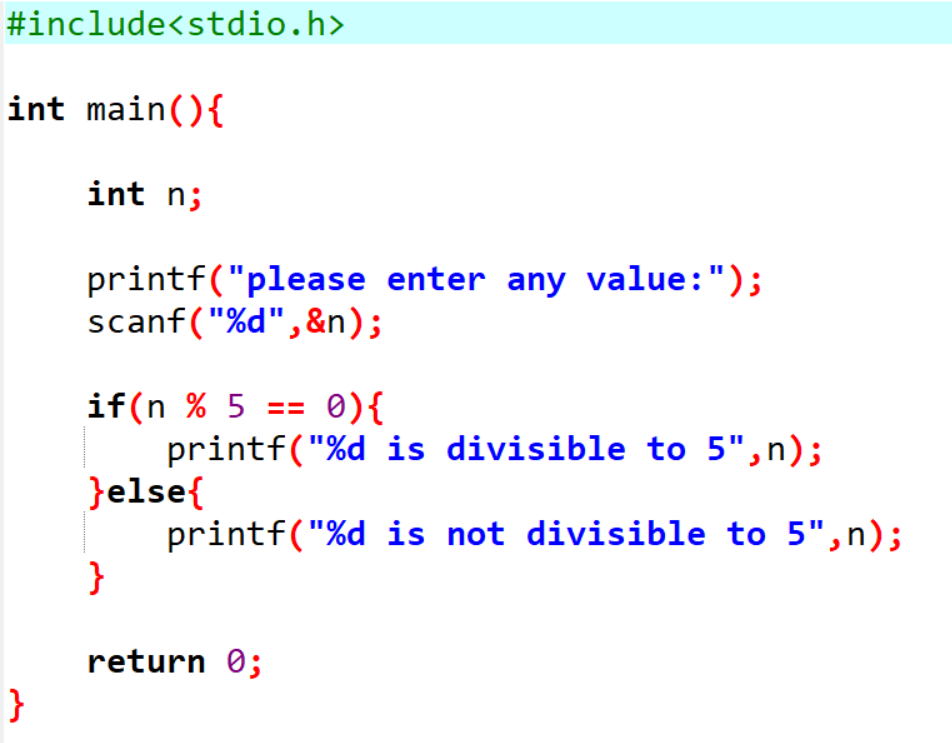 #include<stdio.h>
int main(){
int n;
printf("please enter any value:");
scanf("%d",&n);
if(n % 5 == 0){
printf("%d is divisible to 5",n);
}else{
printf("%d is not divisible to 5",n);
}
return 0;
}